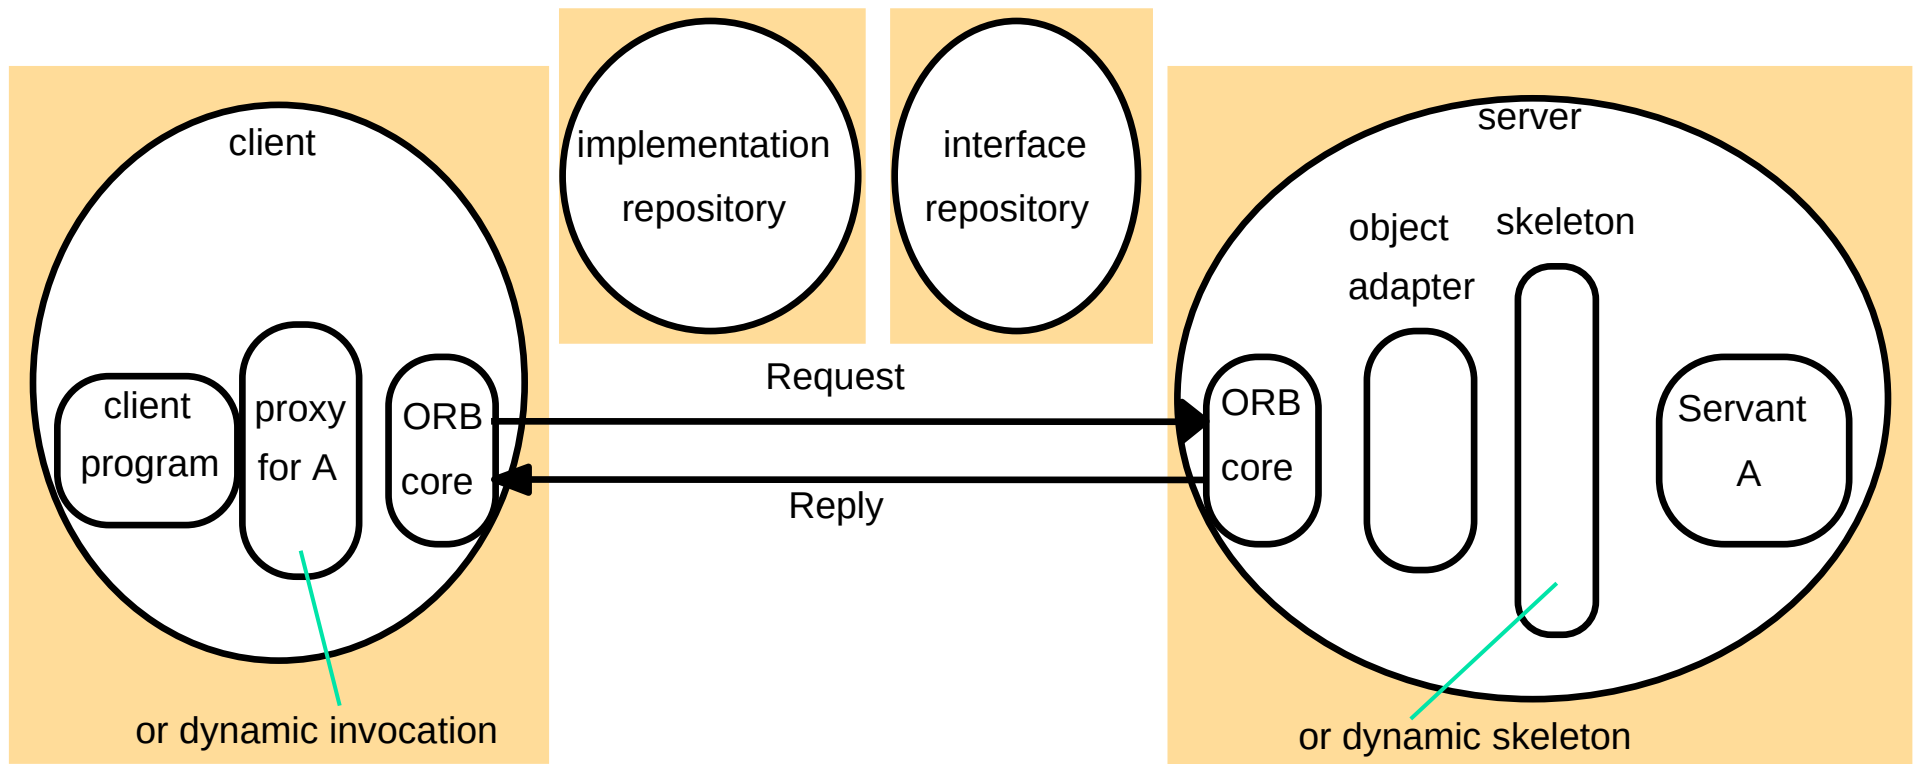 client
client
program
proxy
for A
ORB
core
or dynamic invocation
implementation
repository
interface
repository
Request
Reply
server
object
adapter
skeleton
ORB
core
Servant
A
or dynamic skeleton